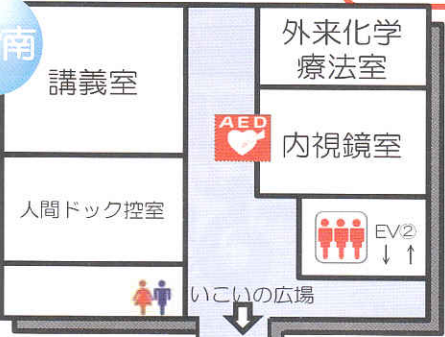 南
講義室
外来化学
療法室
AED
内視鏡室
人間ドック控室
EV②
↓ ↑
いこいの広場